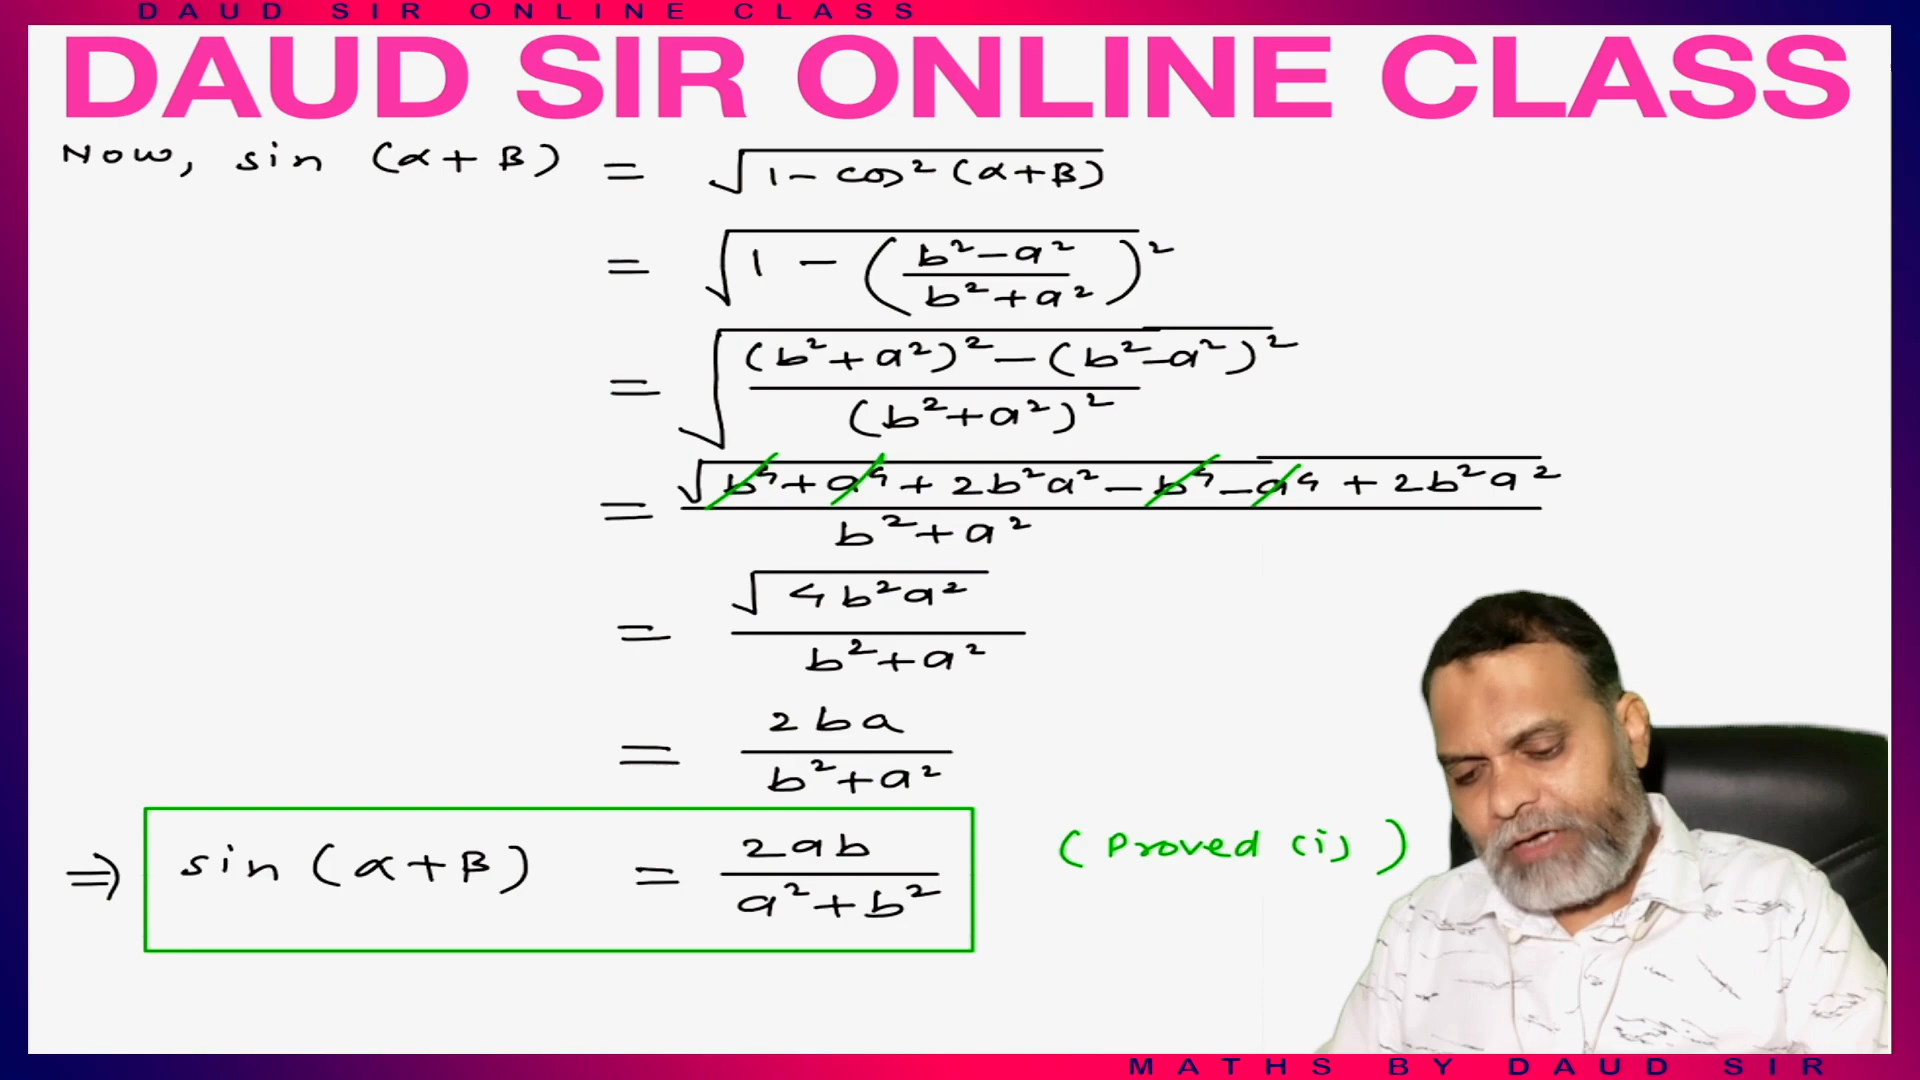 DAUD SIR ONLINE CLASS
DAUD SIR ONLINE CLASS
Now, sin (α+β) = √(1 - cos² (α+β))
= √(1 - ((b²-a²)/(b²+a²))²)
= √(((b²+a²)² - (b²-a²)²)/(b²+a²)²)
= √(b⁴+a⁴+2b²a²-b⁴-a⁴+2b²a²)/(b²+a²)
= √(4b²a²)/(b²+a²)
= 2ba/(b²+a²)
⇒ sin (α+β) = 2ab/(a²+b²) (Proved (i))
MATHS BY DAUD SIR